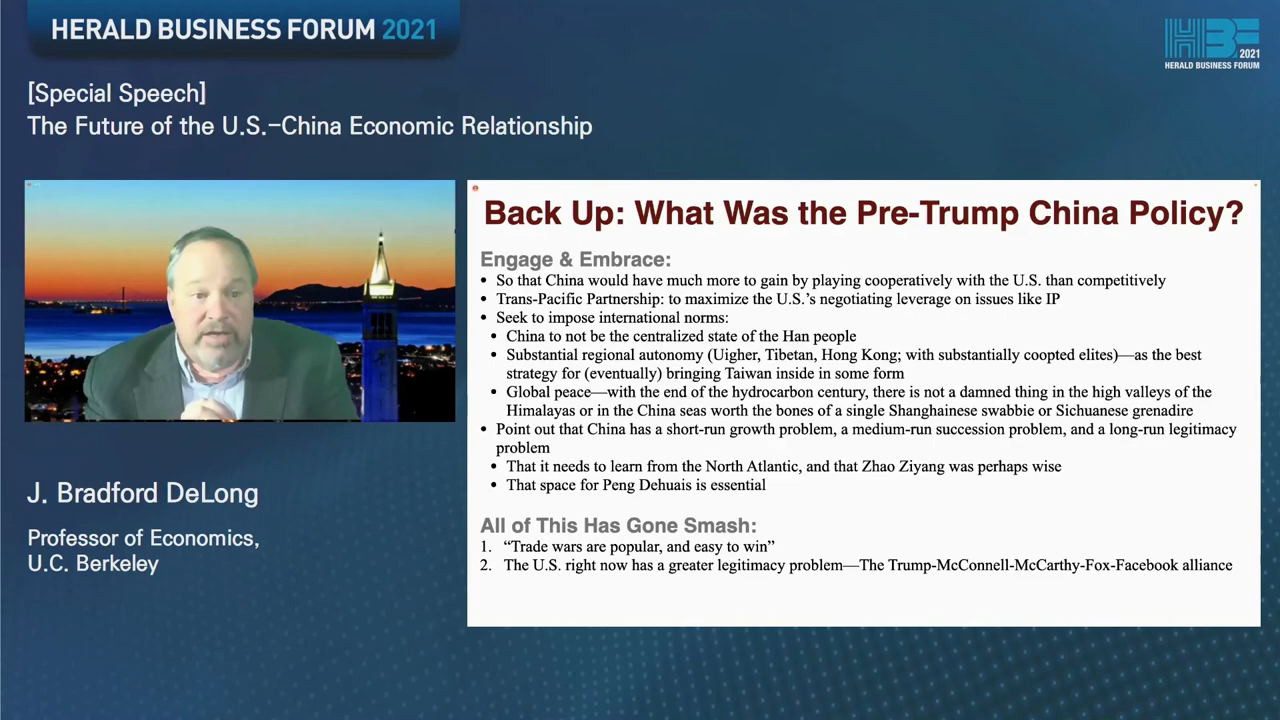 HERALD BUSINESS FORUM 2021
HBF 2021
HERALD BUSINESS FORUM
[Special Speech]
The Future of the U.S.-China Economic Relationship
Back Up: What Was the Pre-Trump China Policy?
Engage & Embrace:
• So that China would have much more to gain by playing cooperatively with the U.S. than competitively
• Trans-Pacific Partnership: to maximize the U.S.’s negotiating leverage on issues like IP
• Seek to impose international norms:
• China to not be the centralized state of the Han people
• Substantial regional autonomy (Uigher, Tibetan, Hong Kong; with substantially coopted elites)—as the best
strategy for (eventually) bringing Taiwan inside in some form
• Global peace—with the end of the hydrocarbon century, there is not a damned thing in the high valleys of the
Himalayas or in the China seas worth the bones of a single Shanghainese swabbie or Sichuanese grenadire
• Point out that China has a short-run growth problem, a medium-run succession problem, and a long-run legitimacy
problem
• That it needs to learn from the North Atlantic, and that Zhao Ziyang was perhaps wise
• That space for Peng Dehuais is essential
All of This Has Gone Smash:
1. “Trade wars are popular, and easy to win”
2. The U.S. right now has a greater legitimacy problem—The Trump-McConnell-McCarthy-Fox-Facebook alliance
J. Bradford DeLong
Professor of Economics,
U.C. Berkeley